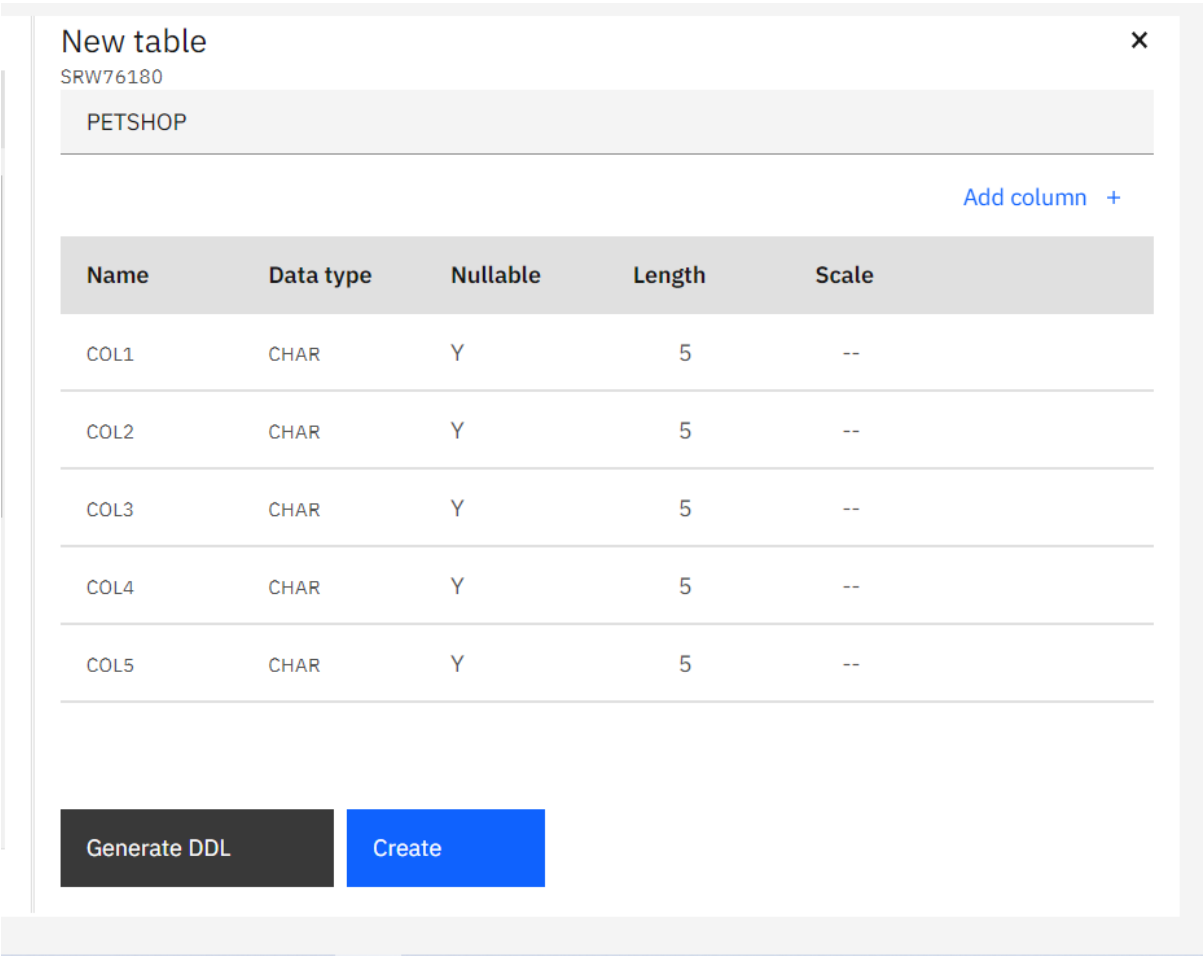 New table
SRW76180
PETSHOP
Add column +
Name Data type Nullable Length Scale
COL1 CHAR Y 5 --
COL2 CHAR Y 5 --
COL3 CHAR Y 5 --
COL4 CHAR Y 5 --
COL5 CHAR Y 5 --
Generate DDL Create